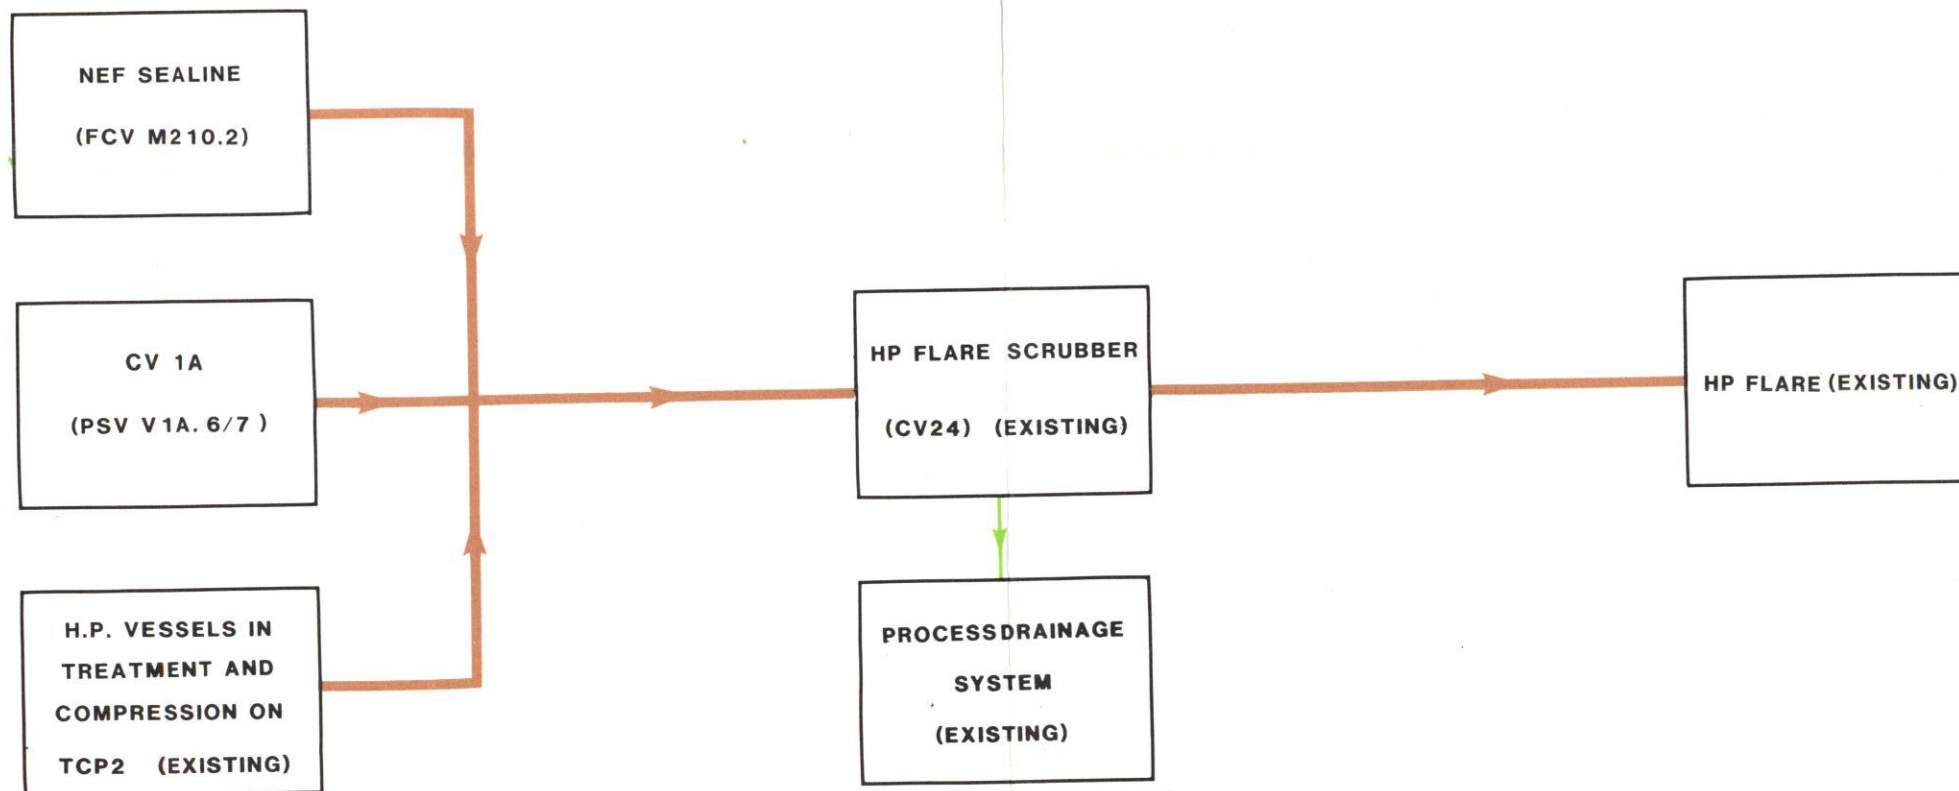 NEF SEALINE
(FCV M210.2)
CV 1A
(PSV V1A.6/7)
H.P. VESSELS IN
TREATMENT AND
COMPRESSION ON
TCP2 (EXISTING)
HP FLARE SCRUBBER
(CV24) (EXISTING)
PROCESS DRAINAGE
SYSTEM
(EXISTING)
HP FLARE (EXISTING)